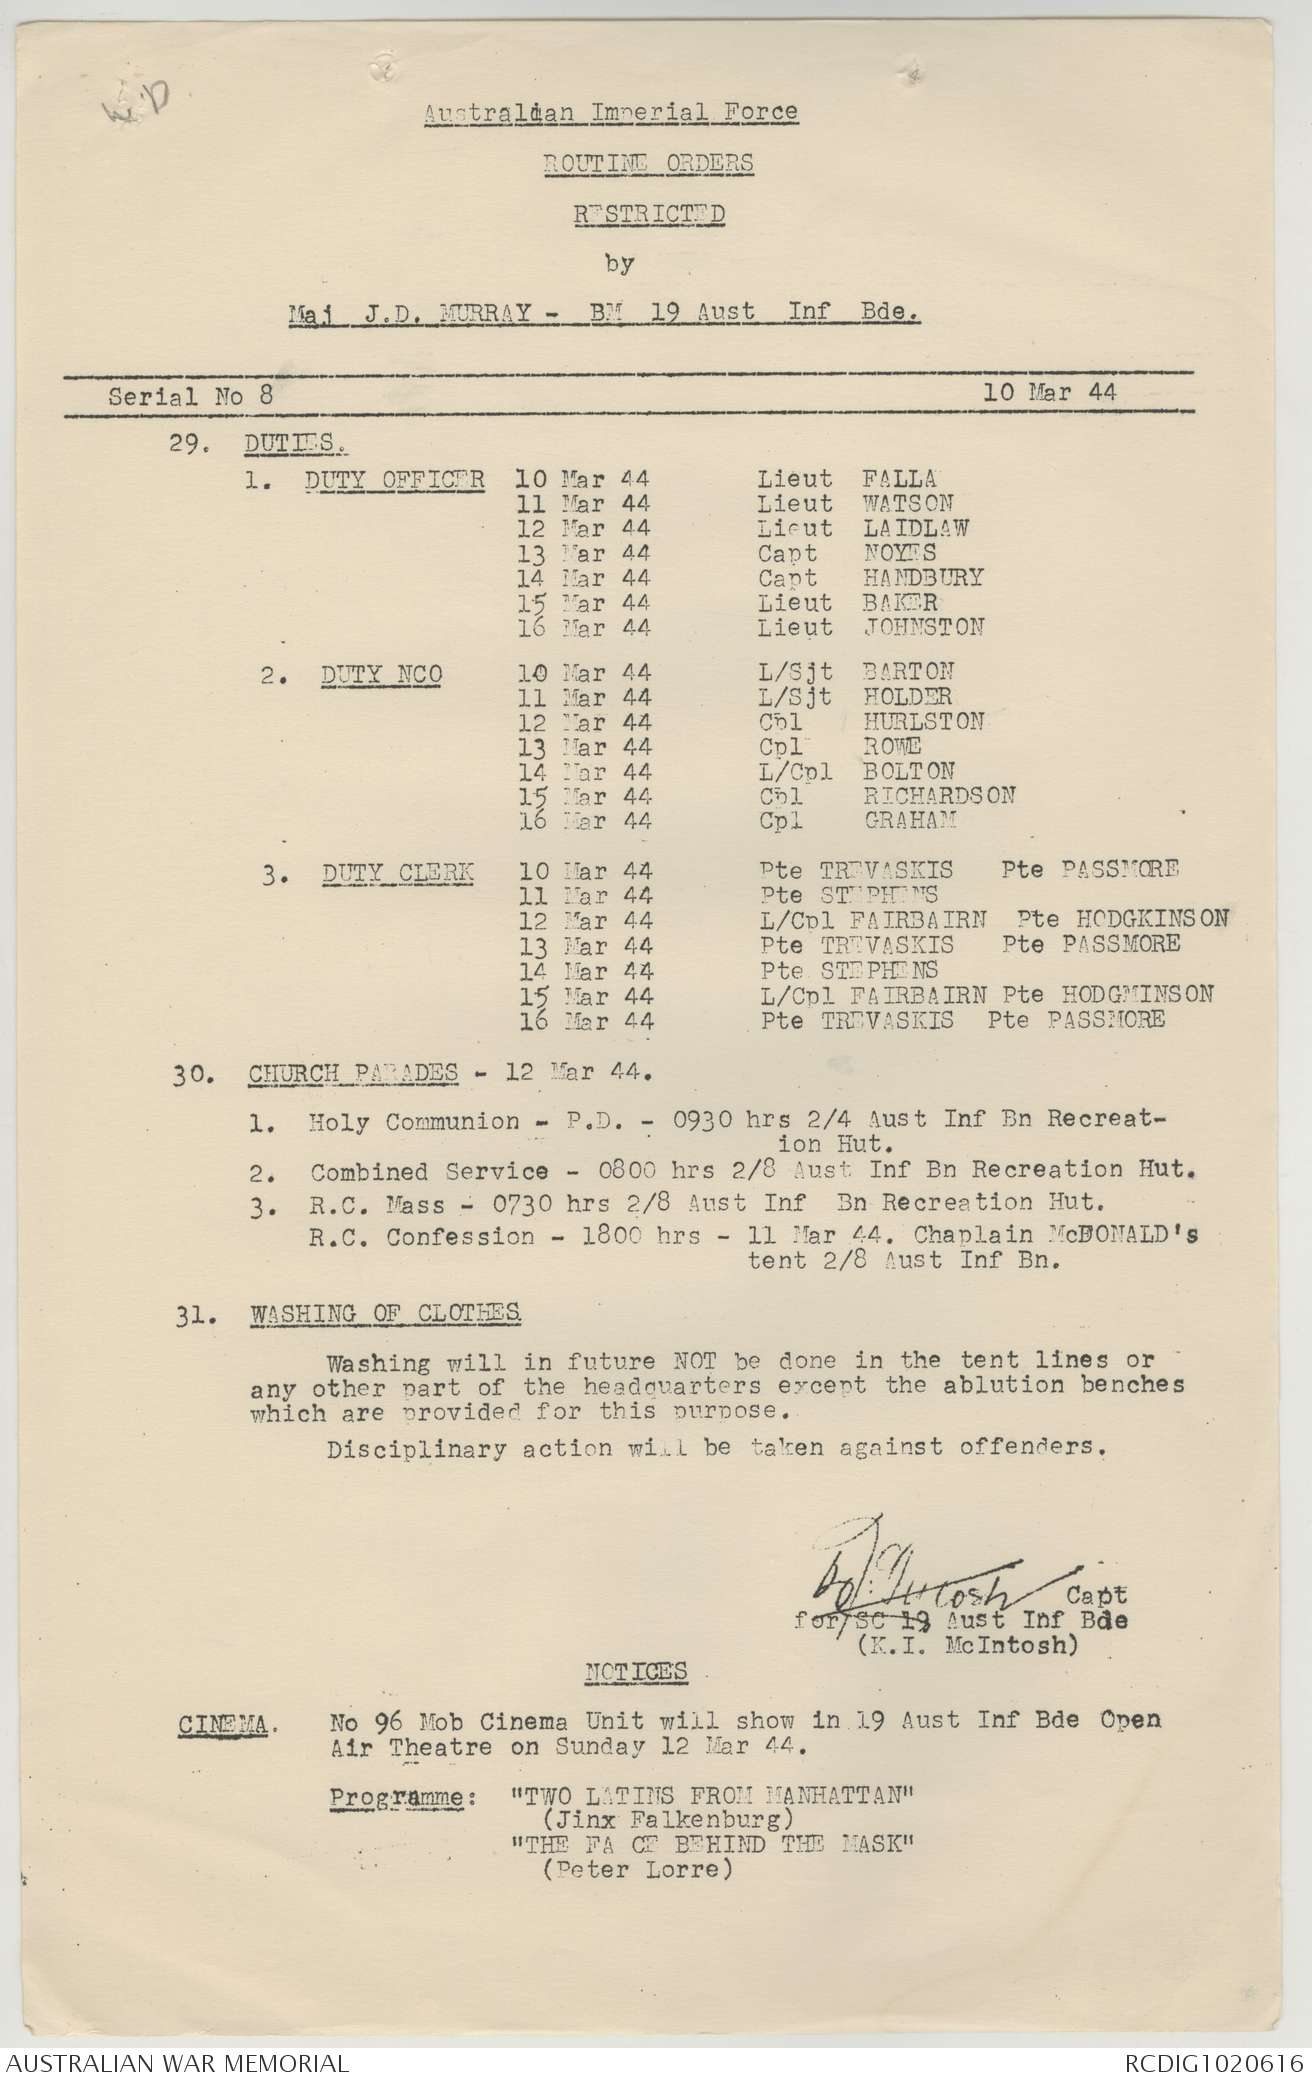 W.D
Australian Imperial Force
ROUTINE ORDERS
RESTRICTED
by
Maj J.D. MURRAY - BM 19 Aust Inf Bde.
Serial No 8 10 Mar 44
29. DUTIES.
1. DUTY OFFICER 10 Mar 44 Lieut FALLA
11 Mar 44 Lieut WATSON
12 Mar 44 Lieut LAIDLAW
13 Mar 44 Capt NOYES
14 Mar 44 Capt HANDBURY
15 Mar 44 Lieut BAKER
16 Mar 44 Lieut JOHNSTON
2. DUTY NCO 10 Mar 44 L/Sjt BARTON
11 Mar 44 L/Sjt HOLDER
12 Mar 44 Cpl HURLSTON
13 Mar 44 Cpl ROWE
14 Mar 44 L/Cpl BOLTON
15 Mar 44 Cpl RICHARDSON
16 Mar 44 Cpl GRAHAM
3. DUTY CLERK 10 Mar 44 Pte TREVASKIS Pte PASSMORE
11 Mar 44 Pte STEPHENS
12 Mar 44 L/Cpl FAIRBAIRN Pte HODGKINSON
13 Mar 44 Pte TREVASKIS Pte PASSMORE
14 Mar 44 Pte STEPHENS
15 Mar 44 L/Cpl FAIRBAIRN Pte HODGMINSON
16 Mar 44 Pte TREVASKIS Pte PASSMORE
30. CHURCH PARADES - 12 Mar 44.
1. Holy Communion - P.D. - 0930 hrs 2/4 Aust Inf Bn Recreat-
ion Hut.
2. Combined Service - 0800 hrs 2/8 Aust Inf Bn Recreation Hut.
3. R.C. Mass - 0730 hrs 2/8 Aust Inf Bn Recreation Hut.
R.C. Confession - 1800 hrs - 11 Mar 44. Chaplain McDONALD's
tent 2/8 Aust Inf Bn.
31. WASHING OF CLOTHES
Washing will in future NOT be done in the tent lines or
any other part of the headquarters except the ablution benches
which are provided for this purpose.
Disciplinary action will be taken against offenders.
Capt
for/SC 19 Aust Inf Bde
(K.I. McIntosh)
NOTICES
CINEMA. No 96 Mob Cinema Unit will show in 19 Aust Inf Bde Open
Air Theatre on Sunday 12 Mar 44.
Programme: "TWO LATINS FROM MANHATTAN"
(Jinx Falkenburg)
"THE FA CE BEHIND THE MASK"
(Peter Lorre)
AUSTRALIAN WAR MEMORIAL RCDIG1020616